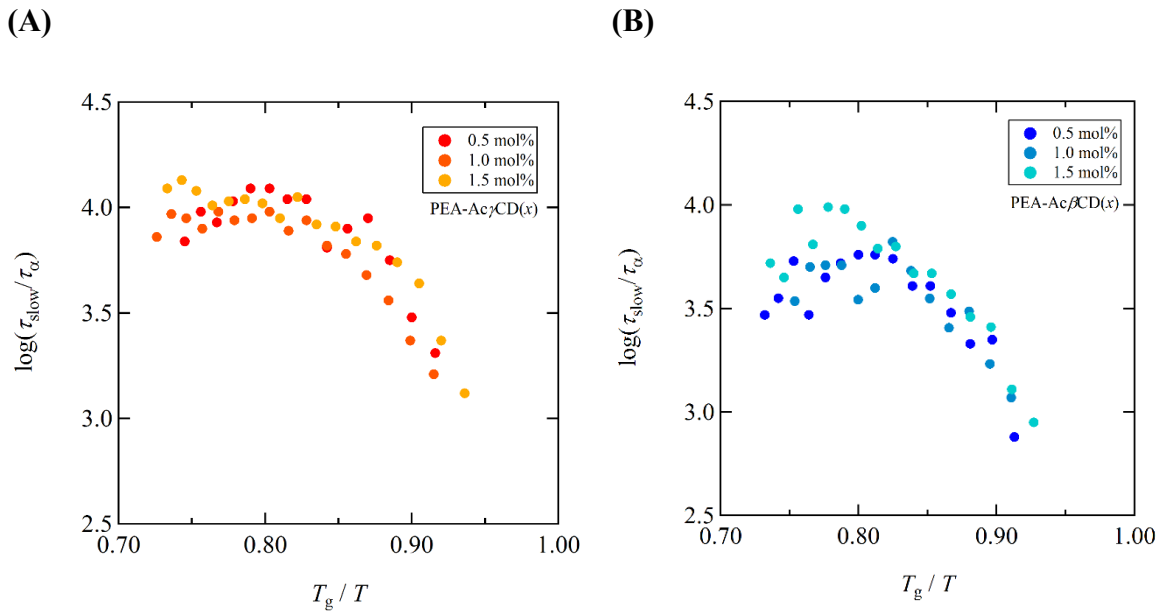 (A)
4.5
4.0
3.5
3.0
2.5
0.70
0.80
0.90
1.00
log(τslow/τα)
Tg / T
0.5 mol%
1.0 mol%
1.5 mol%
PEA-AcγCD(x)
(B)
4.5
4.0
3.5
3.0
2.5
0.70
0.80
0.90
1.00
log(τslow/τα)
Tg / T
0.5 mol%
1.0 mol%
1.5 mol%
PEA-AcβCD(x)